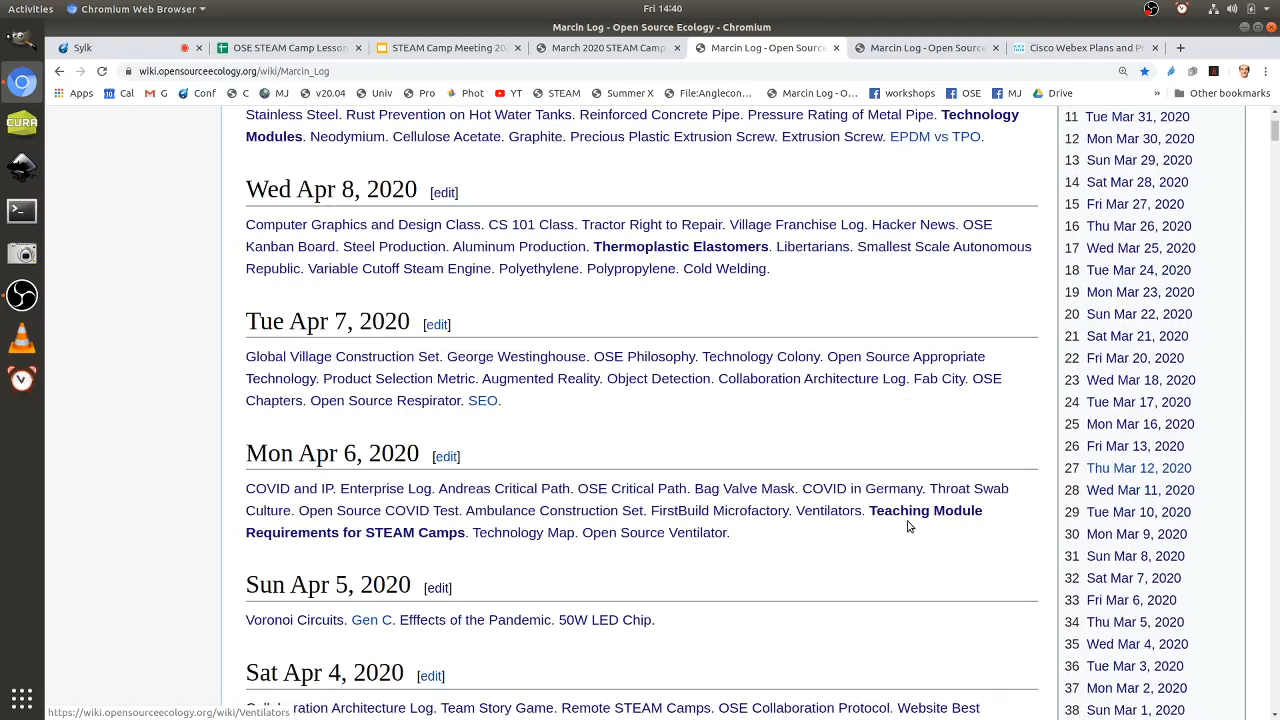 Activities Chromium Web Browser Fri 14:40
Marcin Log - Open Source Ecology - Chromium
Sylk OSE STEAM Camp Lesson STEAM Camp Meeting 202 March 2020 STEAM Camp Marcin Log - Open Source Marcin Log - Open Source Cisco Webex Plans and Pr
wiki.opensourceecology.org/wiki/Marcin_Log
Apps Cal G Conf C MJ v20.04 Univ Pro Phot YT STEAM Summer X File:Anglecon... Marcin Log - O... workshops OSE MJ Drive » Other bookmarks
Stainless Steel. Rust Prevention on Hot Water Tanks. Reinforced Concrete Pipe. Pressure Rating of Metal Pipe. Technology
Modules. Neodymium. Cellulose Acetate. Graphite. Precious Plastic Extrusion Screw. Extrusion Screw. EPDM vs TPO.
Wed Apr 8, 2020 [edit]
Computer Graphics and Design Class. CS 101 Class. Tractor Right to Repair. Village Franchise Log. Hacker News. OSE
Kanban Board. Steel Production. Aluminum Production. Thermoplastic Elastomers. Libertarians. Smallest Scale Autonomous
Republic. Variable Cutoff Steam Engine. Polyethylene. Polypropylene. Cold Welding.
Tue Apr 7, 2020 [edit]
Global Village Construction Set. George Westinghouse. OSE Philosophy. Technology Colony. Open Source Appropriate
Technology. Product Selection Metric. Augmented Reality. Object Detection. Collaboration Architecture Log. Fab City. OSE
Chapters. Open Source Respirator. SEO.
Mon Apr 6, 2020 [edit]
COVID and IP. Enterprise Log. Andreas Critical Path. OSE Critical Path. Bag Valve Mask. COVID in Germany. Throat Swab
Culture. Open Source COVID Test. Ambulance Construction Set. FirstBuild Microfactory. Ventilators. Teaching Module
Requirements for STEAM Camps. Technology Map. Open Source Ventilator.
Sun Apr 5, 2020 [edit]
Voronoi Circuits. Gen C. Efffects of the Pandemic. 50W LED Chip.
Sat Apr 4, 2020 [edit]
Collaboration Architecture Log. Team Story Game. Remote STEAM Camps. OSE Collaboration Protocol. Website Best
11 Tue Mar 31, 2020
12 Mon Mar 30, 2020
13 Sun Mar 29, 2020
14 Sat Mar 28, 2020
15 Fri Mar 27, 2020
16 Thu Mar 26, 2020
17 Wed Mar 25, 2020
18 Tue Mar 24, 2020
19 Mon Mar 23, 2020
20 Sun Mar 22, 2020
21 Sat Mar 21, 2020
22 Fri Mar 20, 2020
23 Wed Mar 18, 2020
24 Tue Mar 17, 2020
25 Mon Mar 16, 2020
26 Fri Mar 13, 2020
27 Thu Mar 12, 2020
28 Wed Mar 11, 2020
29 Tue Mar 10, 2020
30 Mon Mar 9, 2020
31 Sun Mar 8, 2020
32 Sat Mar 7, 2020
33 Fri Mar 6, 2020
34 Thu Mar 5, 2020
35 Wed Mar 4, 2020
36 Tue Mar 3, 2020
37 Mon Mar 2, 2020
38 Sun Mar 1, 2020
CURA
https://wiki.opensourceecology.org/wiki/Ventilators